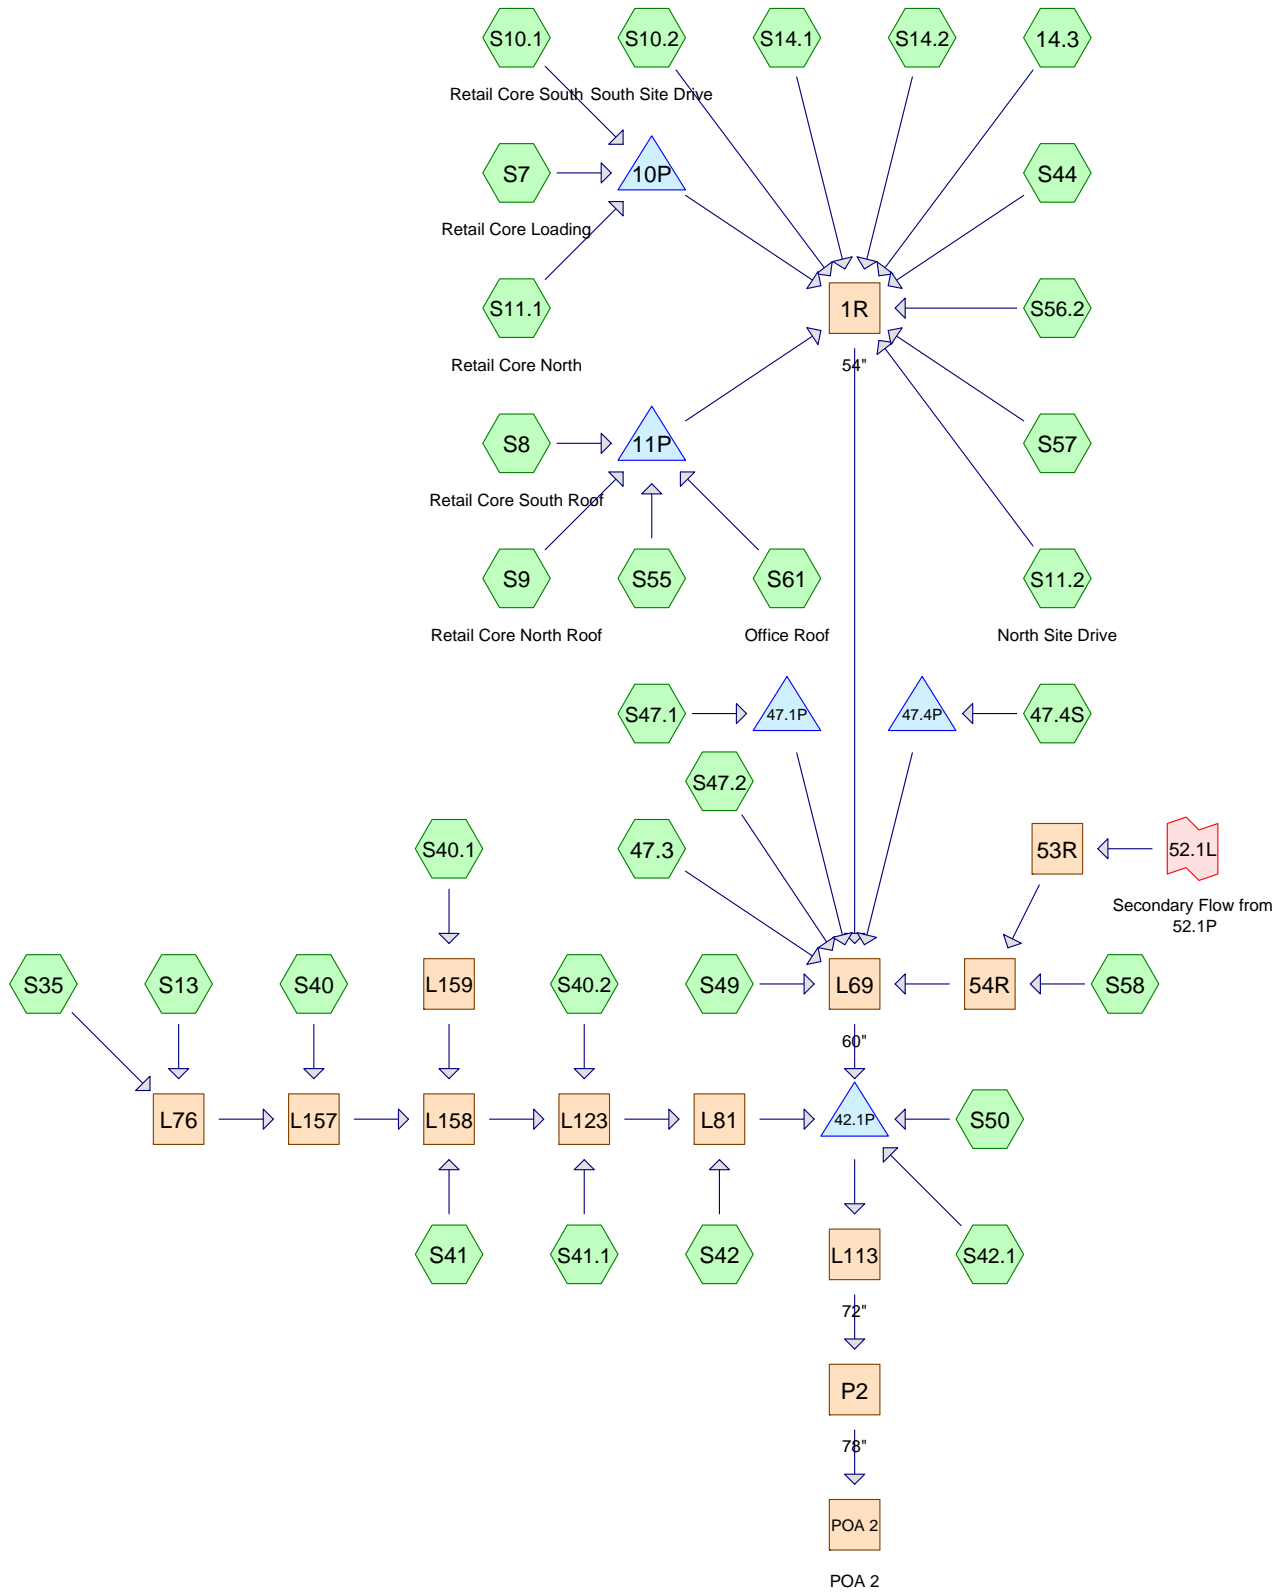 S10.1
S10.2
S14.1
S14.2
14.3
Retail Core South
South Site Drive
S7
10P
S44
Retail Core Loading
S11.1
1R
S56.2
Retail Core North
54"
S8
11P
S57
Retail Core South Roof
S9
S55
S61
S11.2
Retail Core North Roof
Office Roof
North Site Drive
S47.1
47.1P
47.4P
47.4S
S47.2
S40.1
47.3
53R
52.1L
Secondary Flow from
52.1P
S35
S13
S40
L159
S40.2
S49
L69
54R
S58
60"
L76
L157
L158
L123
L81
42.1P
S50
S41
S41.1
S42
L113
S42.1
72"
P2
78"
POA 2
POA 2